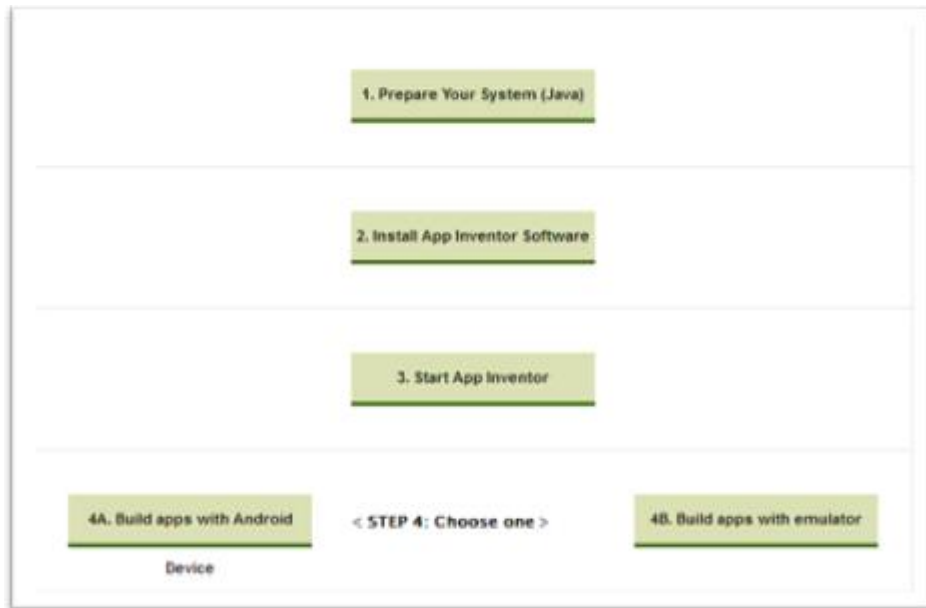 1. Prepare Your System (Java)
2. Install App Inventor Software
3. Start App Inventor
4A. Build apps with Android
Device
< STEP 4: Choose one >
4B. Build apps with emulator